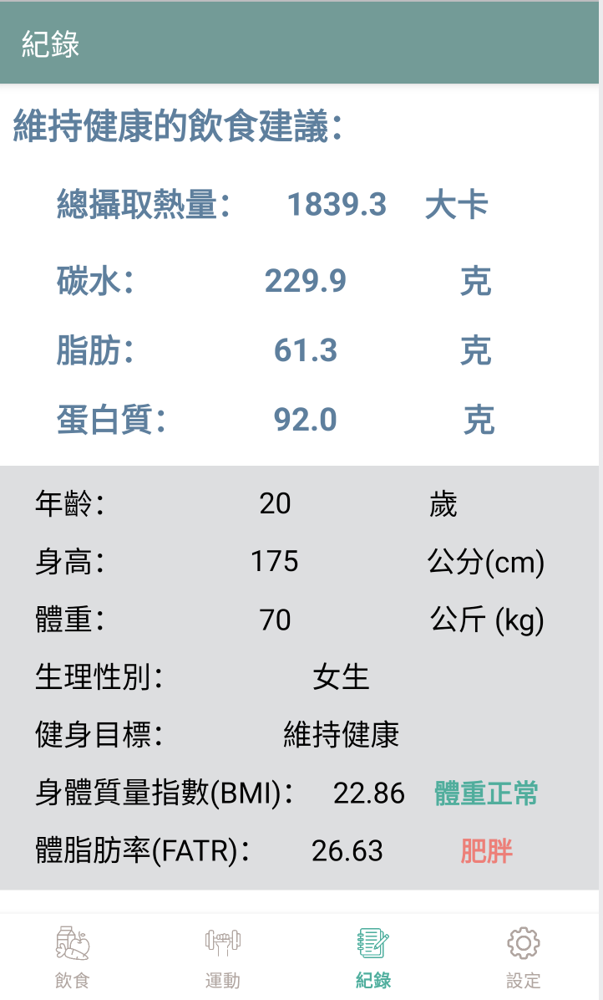 紀錄
維持健康的飲食建議：
總攝取熱量： 1839.3 大卡
碳水： 229.9 克
脂肪： 61.3 克
蛋白質： 92.0 克
年齡： 20 歲
身高： 175 公分(cm)
體重： 70 公斤 (kg)
生理性別： 女生
健身目標： 維持健康
身體質量指數(BMI)： 22.86 體重正常
體脂肪率(FATR)： 26.63 肥胖
飲食 運動 紀錄 設定